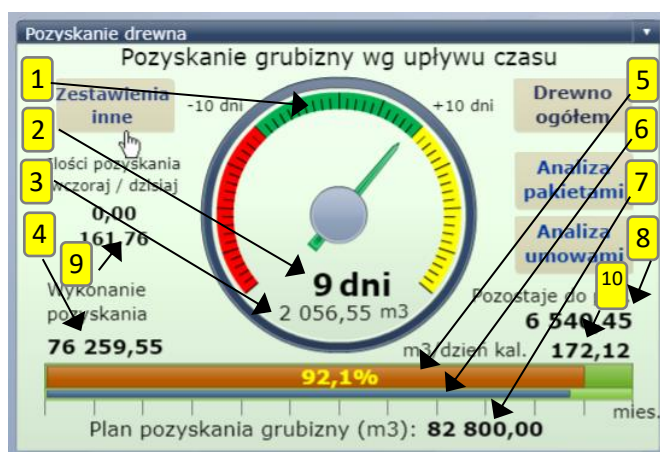 Pozyskanie drewna
Pozyskanie grubizny wg upływu czasu
1
5
Zestawienia
inne
-10 dni
+10 dni
Drewno
ogółem
2
6
3
7
Ilości pozyskania
wczoraj / dzisiaj
Analiza
pakietami
0,00
161,76
4
9
8
Analiza
umowami
10
9 dni
2 056,55 m3
Wykonanie
pozyskania
76 259,55
Pozostaje do
6 540,45
m3/dzień kal. 172,12
92,1%
mies.
Plan pozyskania grubizny (m3): 82 800,00